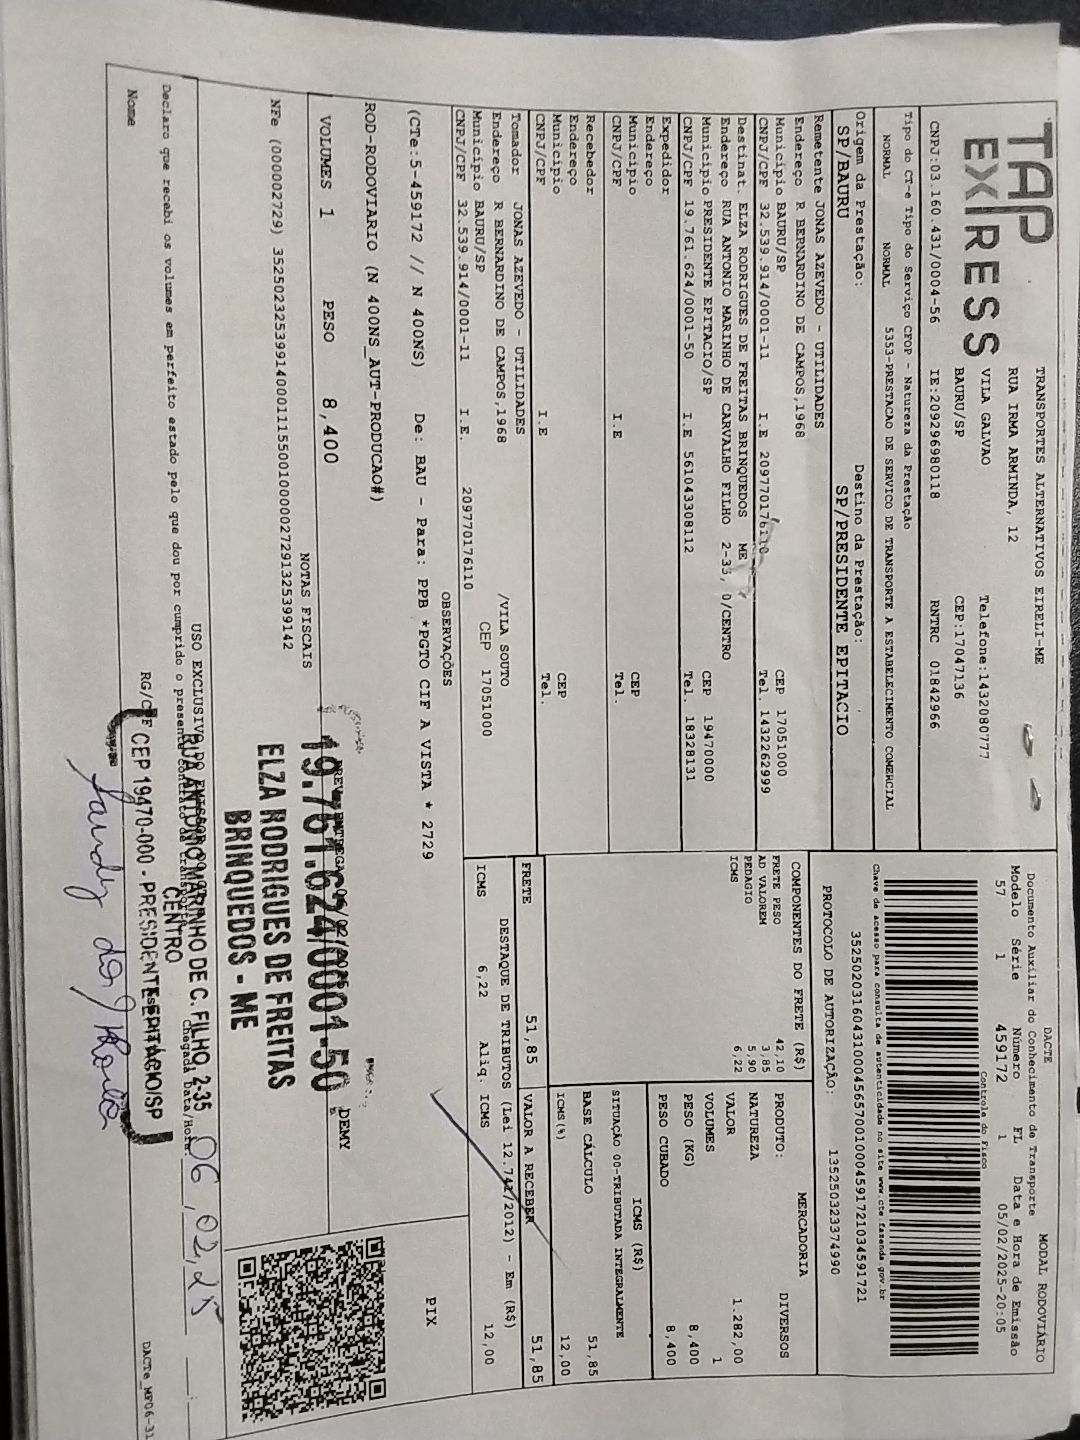 TAP EXPRESS
TRANSPORTES ALTERNATIVOS EIRELI-ME
RUA IRMA ARMINDA, 12
VILA GALVAO Telefone:1432080777
BAURU/SP CEP:17047136
CNPJ:03.160.431/0004-56 IE:209296980118 RNTRC 01842966
DACTE MODAL RODOVIÁRIO
Documento Auxiliar do Conhecimento de Transporte
Modelo Série Número FL Data e Hora de Emissão
57 1 459172 1 05/02/2025-20:05
Controle do Fisco
Chave de acesso para consulta de autenticidade no site www.cte.fazenda.gov.br
PROTOCOLO DE AUTORIZAÇÃO: 135250323374990
Tipo do CT-e Tipo do Serviço CFOP - Natureza da Prestação
NORMAL NORMAL 5353-PRESTACAO DE SERVICO DE TRANSPORTE A ESTABELECIMENTO COMERCIAL
Origem da Prestação: Destino da Prestação:
SP/BAURU SP/PRESIDENTE EPITACIO
Remetente JONAS AZEVEDO - UTILIDADES
Endereço R BERNARDINO DE CAMPOS,1968
Município BAURU/SP CEP 17051000
CNPJ/CPF 32.539.914/0001-11 I.E 209770176110 Tel. 1432262999
Destinat. ELZA RODRIGUES DE FREITAS BRINQUEDOS ME
Endereço RUA ANTONIO MARINHO DE CARVALHO FILHO 2-35, 0/CENTRO
Município PRESIDENTE EPITACIO/SP CEP 19470000
CNPJ/CPF 19.761.624/0001-50 I.E 561043308112 Tel. 18328131
Expedidor
Endereço
Município CEP
CNPJ/CPF I.E Tel.
Recebedor
Endereço
Município CEP
CNPJ/CPF I.E Tel.
Tomador JONAS AZEVEDO - UTILIDADES
Endereço R BERNARDINO DE CAMPOS,1968 /VILA SOUTO
Município BAURU/SP CEP 17051000
CNPJ/CPF 32.539.914/0001-11 I.E. 209770176110
COMPONENTES DO FRETE (R$)
FRETE PESO 42,10
AD VALOREM 3,85
PEDAGIO 5,90
ICMS 6,22
MERCADORIA
PRODUTO: DIVERSOS
NATUREZA
VALOR 1.282,00
VOLUMES 1
PESO (KG) 8,400
PESO CUBADO 8,400
ICMS (R$)
SITUAÇÃO 00-TRIBUTADA INTEGRALMENTE
BASE CÁLCULO 51,85
ICMS(%) 12,00
FRETE 51,85 VALOR A RECEBER 51,85
DESTAQUE DE TRIBUTOS (Lei 12.741/2012) - Em (R$)
ICMS 6,22 Aliq. ICMS 12,00
OBSERVAÇÕES
(CTe:5-459172 // N 400NS) De: BAU - Para: PPB *PGTO CIF A VISTA * 2729
ROD-RODOVIARIO (N 400NS_AUT-PRODUCAO#)
PIX
VOLUMES 1 PESO 8,400
DEMY
NOTAS FISCAIS
NFe (000002729) 35250232539914000111550010000027291325399142
19.761.624/0001-50
ELZA RODRIGUES DE FREITAS
BRINQUEDOS - ME
RUA ANTONIO MARINHO DE C. FILHO, 2-35
CENTRO
CEP 19470-000 - PRESIDENTE EPITACIO/SP
USO EXCLUSIVO DO EMISSOR DO
Declaro que recebi os volumes em perfeito estado pelo que dou por cumprido o presente contrato de transporte
Chegada Data/Hora: 06,02,25
Nome RG/CPF
DACTe_MP06-31